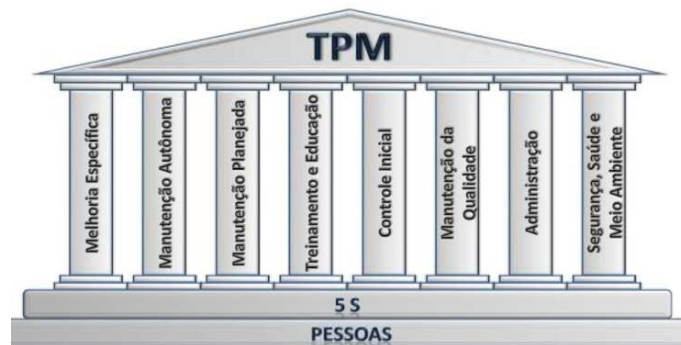 TPM
Melhoria Específica
Manutenção Autônoma
Manutenção Planejada
Treinamento e Educação
Controle Inicial
Manutenção da
Qualidade
Administração
Segurança, Saúde e
Meio Ambiente
5 S
PESSOAS